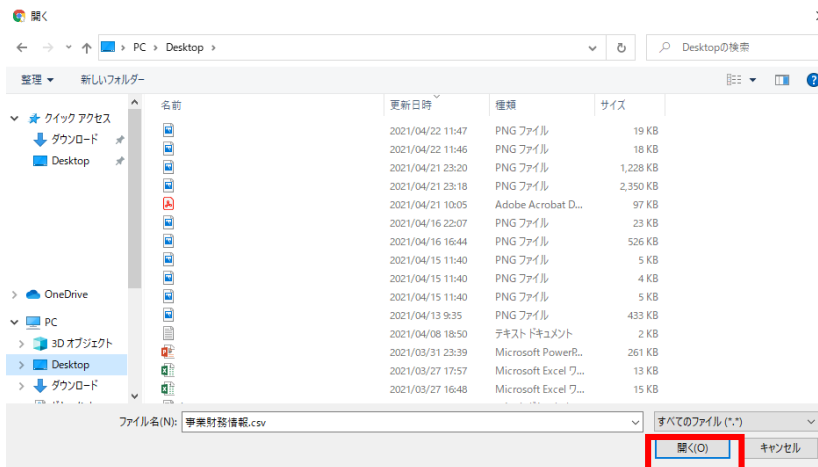 開く
PC › Desktop ›
Desktopの検索
整理 新しいフォルダー
名前 更新日時 種類 サイズ
クイック アクセス
ダウンロード
Desktop
OneDrive
PC
3D オブジェクト
Desktop
ダウンロード
2021/04/22 11:47 PNG ファイル 19 KB
2021/04/22 11:46 PNG ファイル 18 KB
2021/04/21 23:20 PNG ファイル 1,228 KB
2021/04/21 23:18 PNG ファイル 2,350 KB
2021/04/21 10:05 Adobe Acrobat D... 97 KB
2021/04/16 22:07 PNG ファイル 23 KB
2021/04/16 16:44 PNG ファイル 526 KB
2021/04/15 11:40 PNG ファイル 5 KB
2021/04/15 11:40 PNG ファイル 4 KB
2021/04/15 11:40 PNG ファイル 5 KB
2021/04/13 9:35 PNG ファイル 433 KB
2021/04/08 18:50 テキスト ドキュメント 2 KB
2021/03/31 23:39 Microsoft PowerP... 261 KB
2021/03/27 17:57 Microsoft Excel ワ... 13 KB
2021/03/27 16:48 Microsoft Excel ワ... 15 KB
ファイル名(N): 事業財務情報.csv
すべてのファイル (*.*)
開く(O) キャンセル